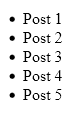 • Post 1
• Post 2
• Post 3
• Post 4
• Post 5